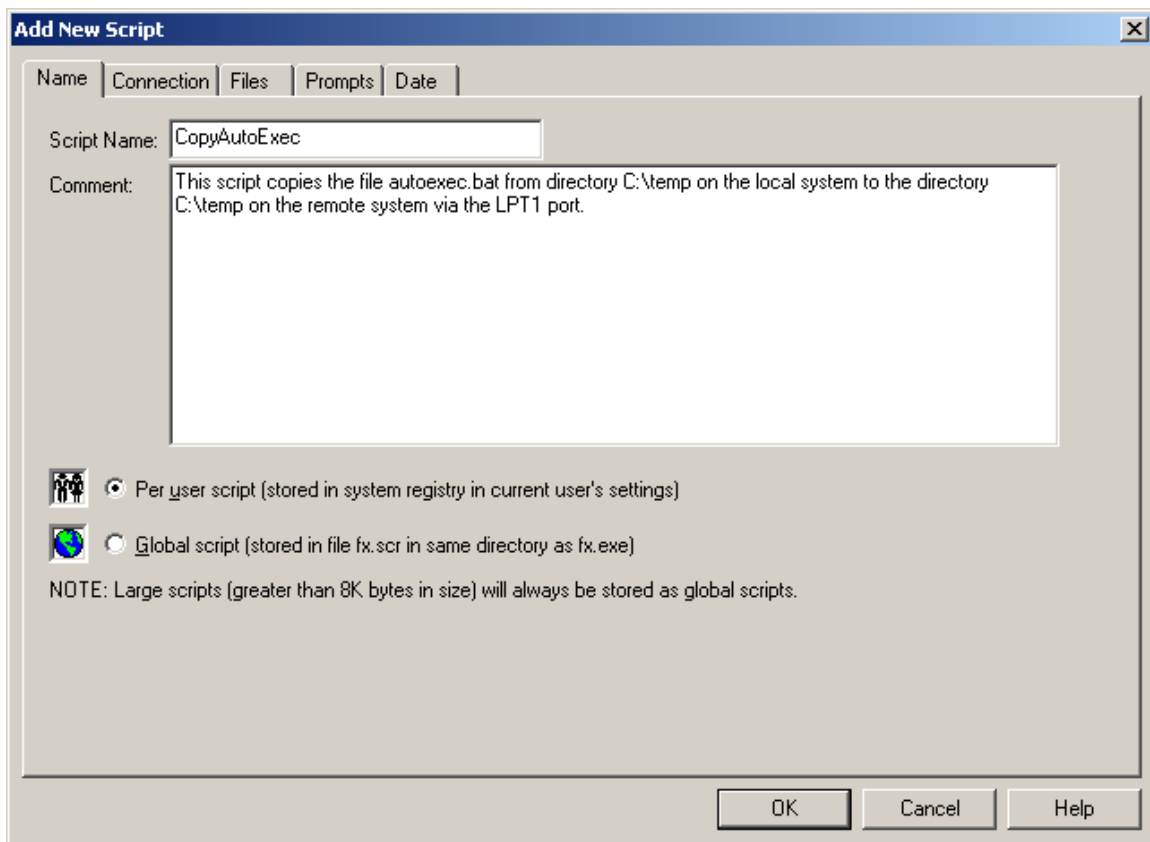 Add New Script
Name Connection Files Prompts Date
Script Name: CopyAutoExec
Comment: This script copies the file autoexec.bat from directory C:\temp on the local system to the directory
C:\temp on the remote system via the LPT1 port.
Per user script (stored in system registry in current user's settings)
Global script (stored in file fx.scr in same directory as fx.exe)
NOTE: Large scripts (greater than 8K bytes in size) will always be stored as global scripts.
OK Cancel Help